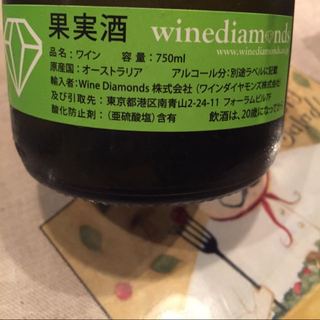 果実酒
winediamonds
www.winediamonds
品名：ワイン 容量：750ml
原産国：オーストラリア アルコール分：別途ラベルに記載
輸入者：Wine Diamonds 株式会社 (ワインダイヤモンズ株式会社)
及び引取先：東京都港区南青山2-24-11 フォーラムビル7F
酸化防止剤：(亜硫酸塩) 含有 飲酒は、20歳になってから